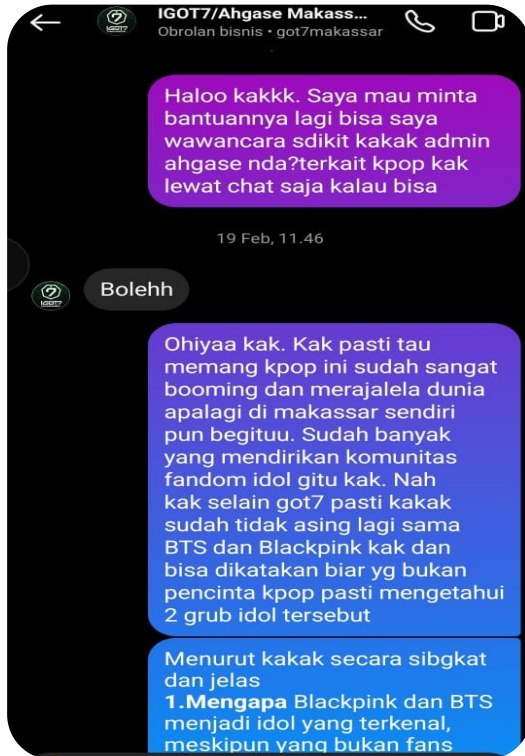 IGOT7/Ahgase Makass...
Obrolan bisnis • got7makassar
Haloo kakkk. Saya mau minta
bantuannya lagi bisa saya
wawancara sdikit kakak admin
ahgase nda?terkait kpop kak
lewat chat saja kalau bisa
19 Feb, 11.46
Bolehh
Ohiyaa kak. Kak pasti tau
memang kpop ini sudah sangat
booming dan merajalela dunia
apalagi di makassar sendiri
pun begituu. Sudah banyak
yang mendirikan komunitas
fandom idol gitu kak. Nah
kak selain got7 pasti kakak
sudah tidak asing lagi sama
BTS dan Blackpink kak dan
bisa dikatakan biar yg bukan
pencinta kpop pasti mengetahui
2 grub idol tersebut
Menurut kakak secara sibgkat
dan jelas
1.Mengapa Blackpink dan BTS
menjadi idol yang terkenal,
meskipun yang bukan fans